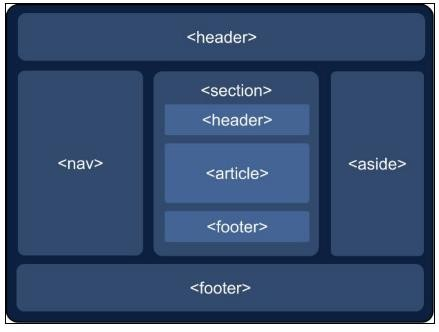 <header>
<nav>
<section>
<header>
<article>
<footer>
<aside>
<footer>